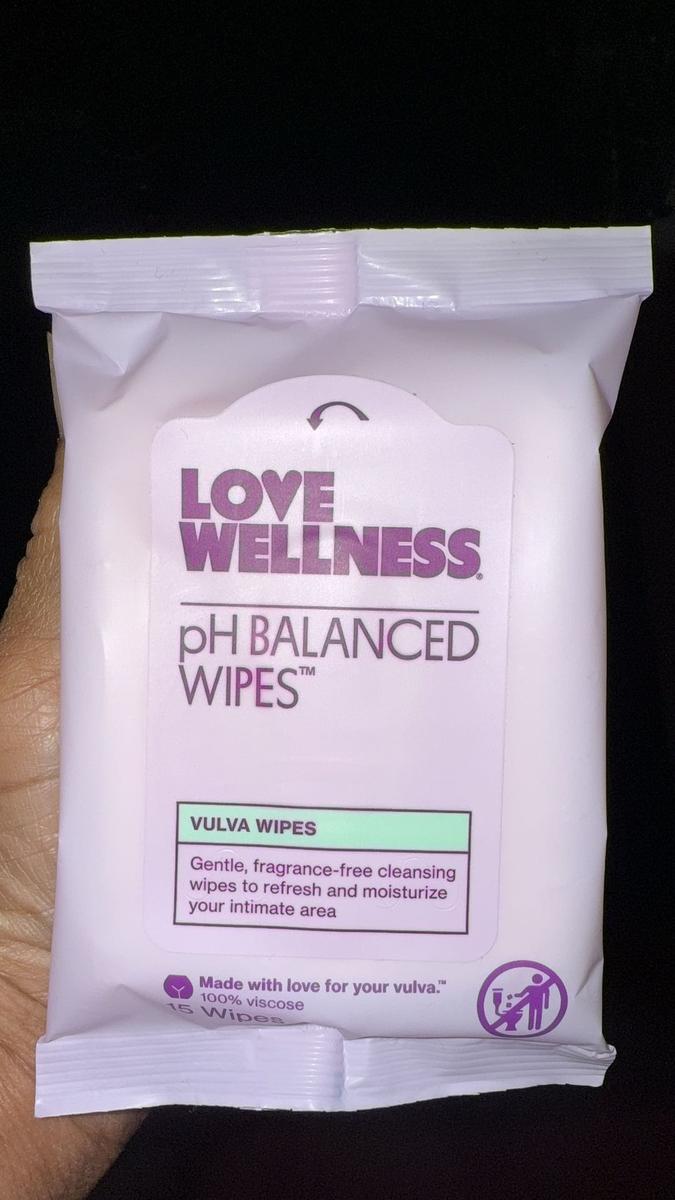 LOVE
WELLNESS®
pH BALANCED
WIPES™
VULVA WIPES
Gentle, fragrance-free cleansing
wipes to refresh and moisturize
your intimate area
Made with love for your vulva.™
100% viscose
15 Wipes